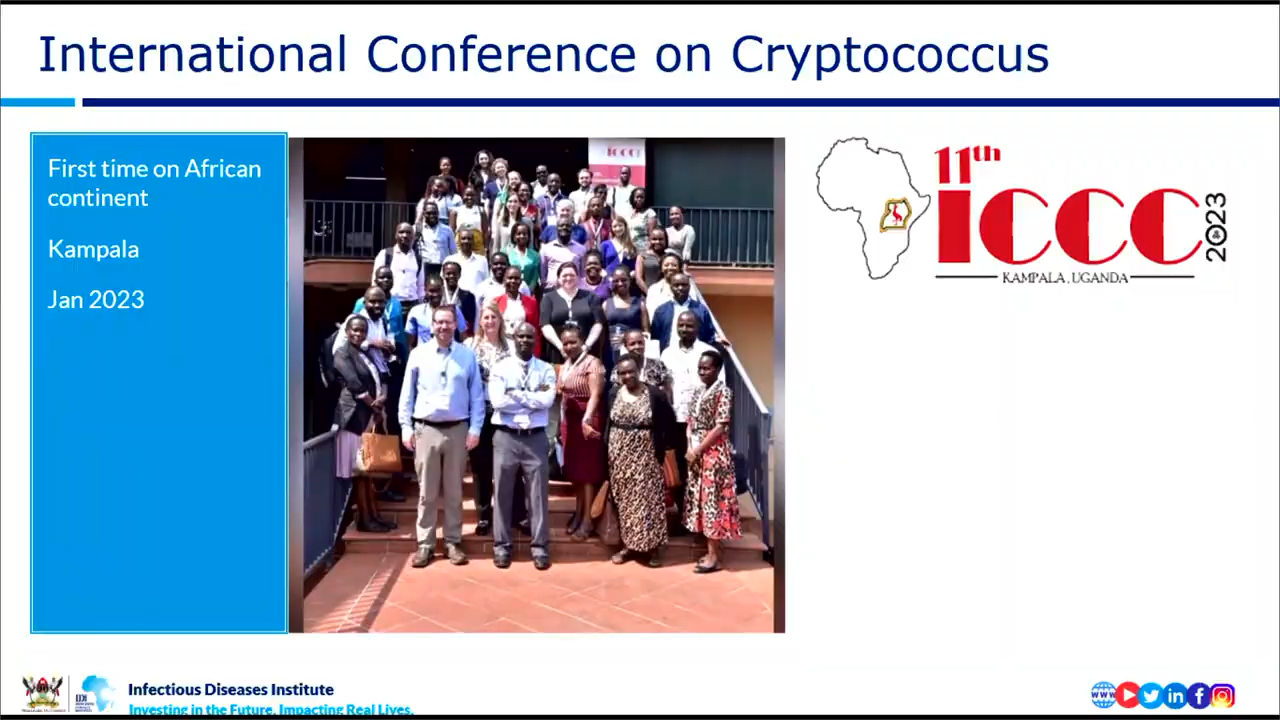 International Conference on Cryptococcus
First time on African
continent
Kampala
Jan 2023
ICCC
11th
ICCC
2023
KAMPALA, UGANDA
Infectious Diseases Institute
Investing in the Future. Impacting Real Lives.